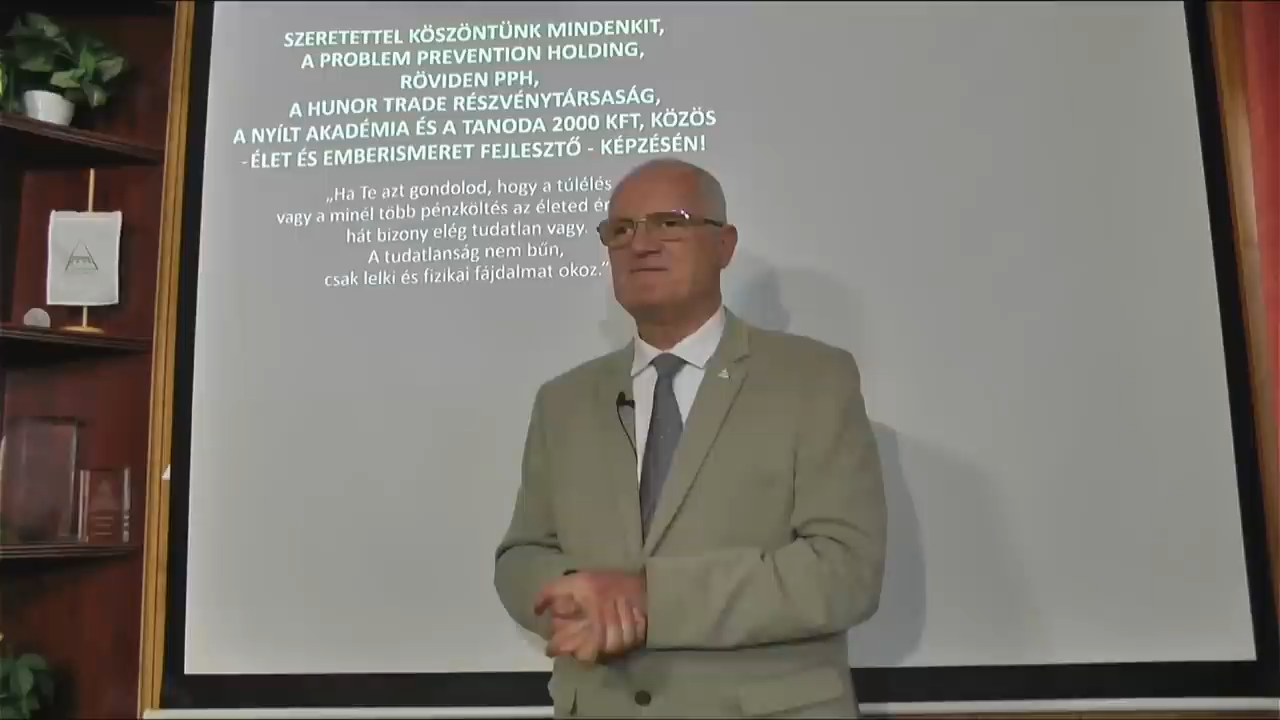 SZERETETTEL KÖSZÖNTÜNK MINDENKIT,
A PROBLEM PREVENTION HOLDING,
RÖVIDEN PPH,
A HUNOR TRADE RÉSZVÉNYTÁRSASÁG,
A NYÍLT AKADÉMIA ÉS A TANODA 2000 KFT, KÖZÖS
-ÉLET ÉS EMBERISMERET FEJLESZTŐ - KÉPZÉSÉN!
„Ha Te azt gondolod, hogy a túlélés
vagy a minél több pénzköltés az életed ér
hát bizony elég tudatlan vagy.
A tudatlanság nem bűn,
csak lelki és fizikai fájdalmat okoz.”